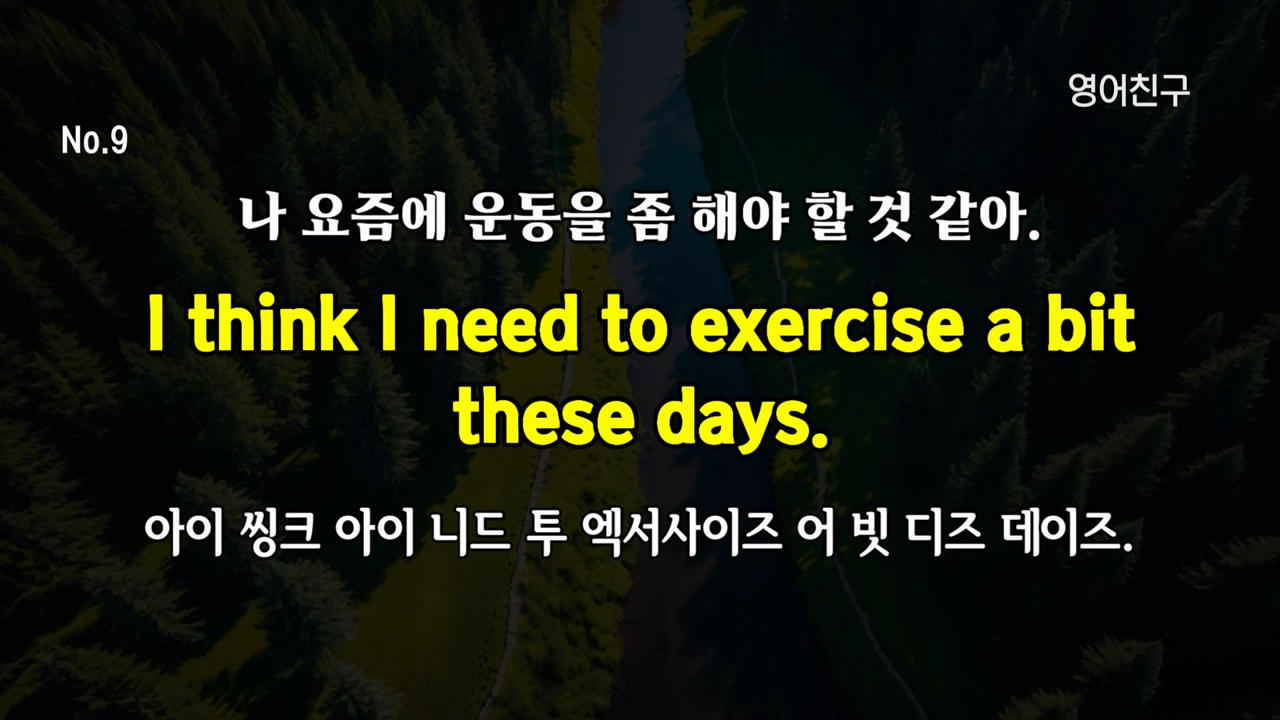 영어친구
No.9
나 요즘에 운동을 좀 해야 할 것 같아.
I think I need to exercise a bit
these days.
아이 씽크 아이 니드 투 엑서사이즈 어 빗 디즈 데이즈.